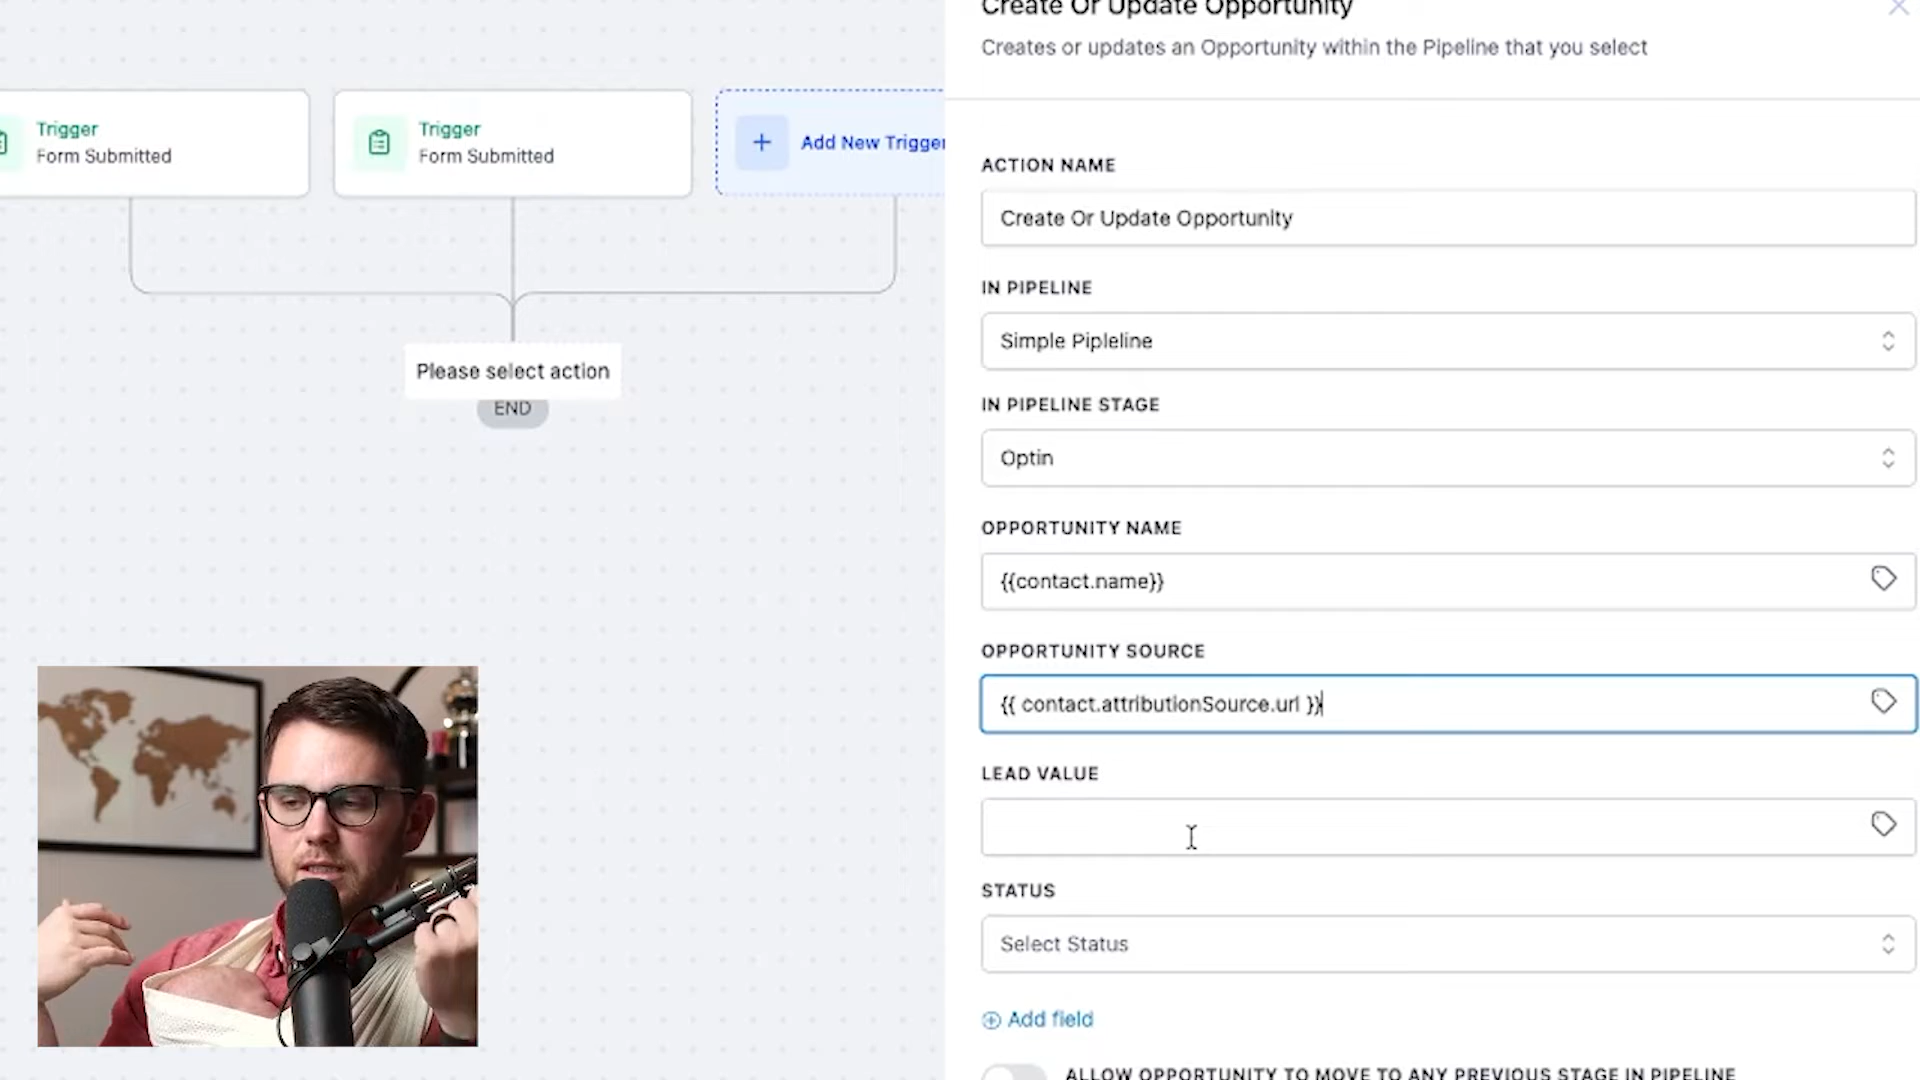 Create Or Update Opportunity
Creates or updates an Opportunity within the Pipeline that you select
Trigger
Form Submitted
Trigger
Form Submitted
Add New Trigger
Please select action
END
ACTION NAME
Create Or Update Opportunity
IN PIPELINE
Simple Pipleline
IN PIPELINE STAGE
Optin
OPPORTUNITY NAME
{{contact.name}}
OPPORTUNITY SOURCE
{{ contact.attributionSource.url }}
LEAD VALUE
STATUS
Select Status
Add field
ALLOW OPPORTUNITY TO MOVE TO ANY PREVIOUS STAGE IN PIPELINE